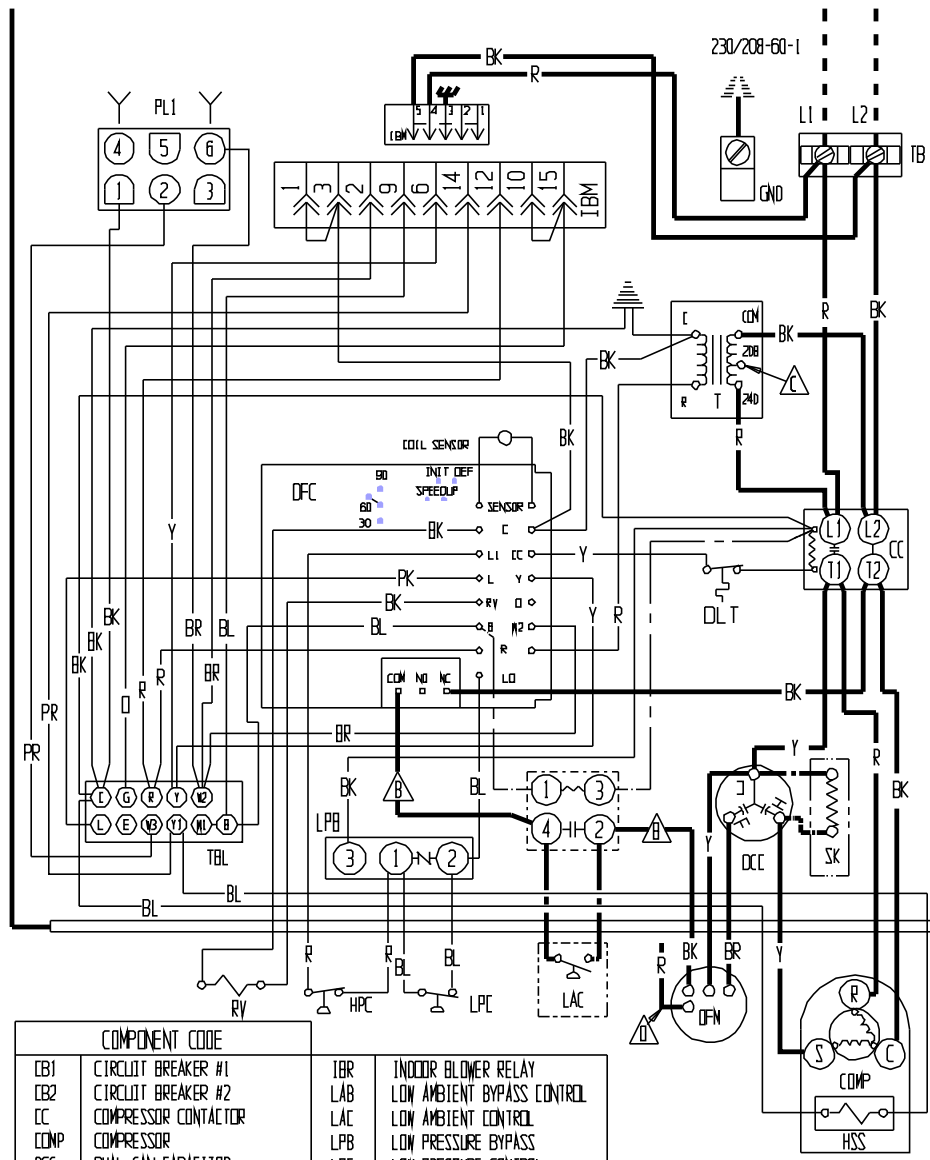 230/208-60-1
BK
R
PL1
L1 L2
5 4 3 2 1
IBM
4 5 6
TB
1 2 3
1 3 2 9 6 14 12 10 15
IBM
GND
R BK
C COM
BK
208
BK
C
R T 240
R
BK
COIL SENSOR
90 INIT DEF
DFC SPEEDUP
60 SENSOR
30
BK C
L1 L2
Y
L1 CC Y
CC
T1 T2
PK L Y
BK RV O
DLT
BL B W2
Y R
R
BK
BK
BK
BR BL
R
R
BR
O
COM NO NC LO
BK
PR
PR
BR
Y
R
BK
B
BL
BK
1 3
C G R Y W2
C
H
F
L E W3 Y1 W1 B
LPB
4 2
B
Y
TBL
3 1 2
DCC
SK
BL
BL
R
R
BL
BL
BK
BR
Y
R
RV
HPC
LPC
LAC
OFM
D
R
S C
COMP
HSS
COMPONENT CODE
CB1 CIRCUIT BREAKER #1
IBR INDOOR BLOWER RELAY
CB2 CIRCUIT BREAKER #2
LAB LOW AMBIENT BYPASS CONTROL
CC COMPRESSOR CONTACTOR
LAC LOW AMBIENT CONTROL
COMP COMPRESSOR
LPB LOW PRESSURE BYPASS